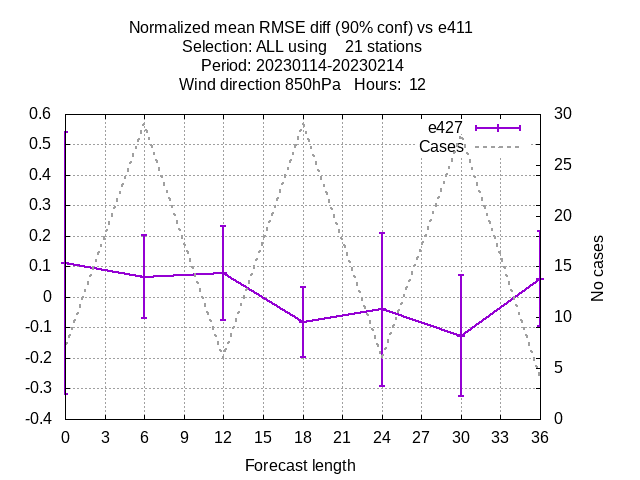 Normalized mean RMSE diff (90% conf) vs e411
Selection: ALL using    21 stations
Period: 20230114-20230214
Wind direction 850hPa   Hours:  12
e427
Cases
0.6
0.5
0.4
0.3
0.2
0.1
0
-0.1
-0.2
-0.3
-0.4
30
25
20
15
10
5
0
No cases
0 3 6 9 12 15 18 21 24 27 30 33 36
Forecast length